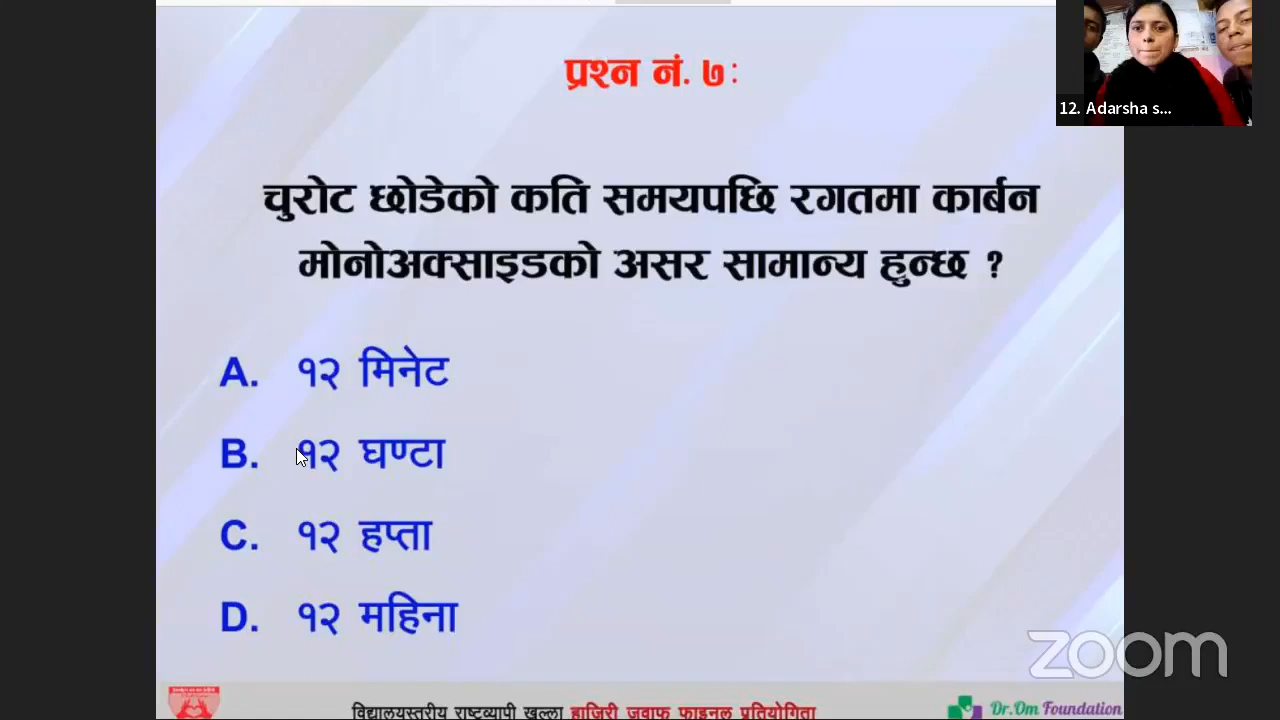 प्रश्न नं. ७:
12. Adarsha s...
चुरोट छोडेको कति समयपछि रगतमा कार्बन
मोनोअक्साइडको असर सामान्य हुन्छ ?
A. १२ मिनेट
B. १२ घण्टा
C. १२ हप्ता
D. १२ महिना
zoom
विद्यालयस्तरीय राष्टव्यापी खुल्ला हाजिरी जवाफ फाइनल प्रतियोगिता
Dr.Om Foundation